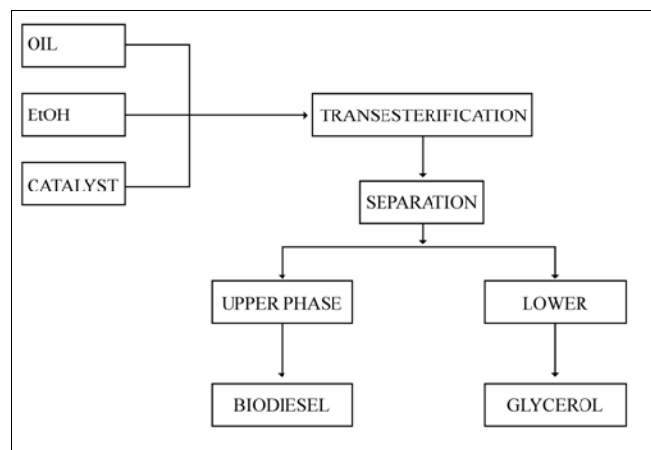 OIL
EtOH
CATALYST
TRANSESTERIFICATION
SEPARATION
UPPER PHASE
LOWER
BIODIESEL
GLYCEROL